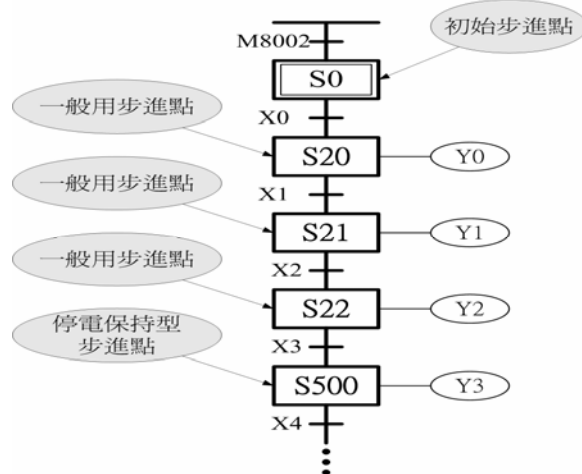 初始步進點
M8002
S0
X0
一般用步進點
S20
Y0
X1
一般用步進點
S21
Y1
X2
一般用步進點
S22
Y2
X3
停電保持型
步進點
S500
Y3
X4